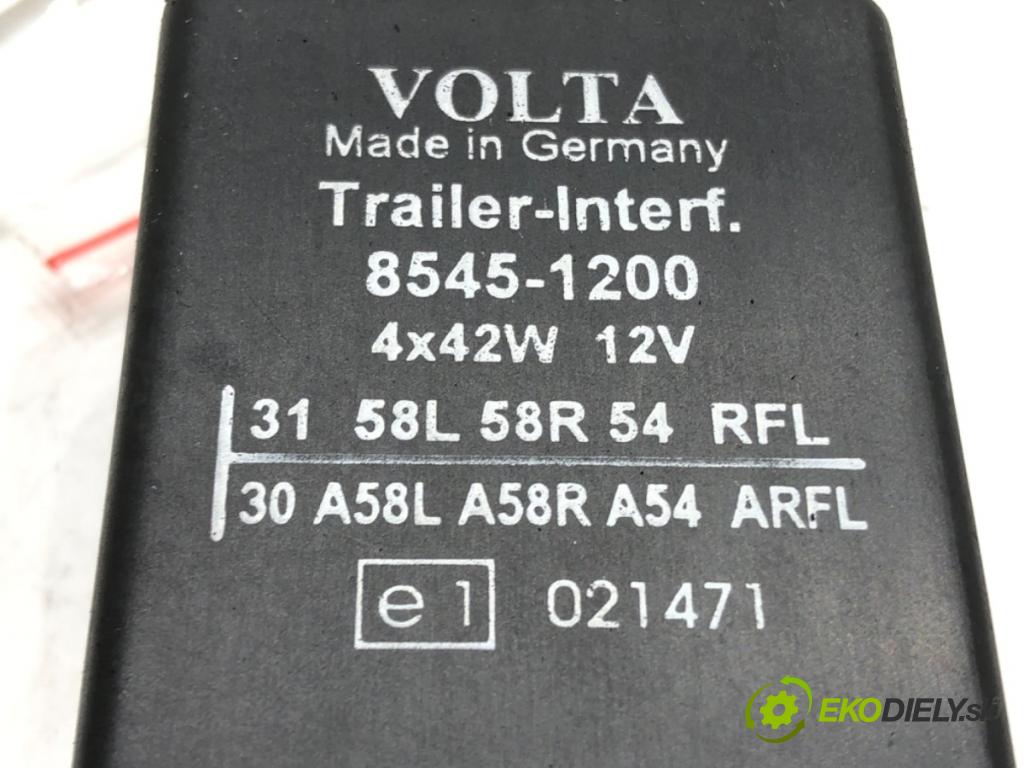 VOLTA
Made in Germany
Trailer-Interf.
8545-1200
4x42W 12V
31 58L 58R 54 RFL
30 A58L A58R A54 ARFL
e1 021471
EKODIELY.sk